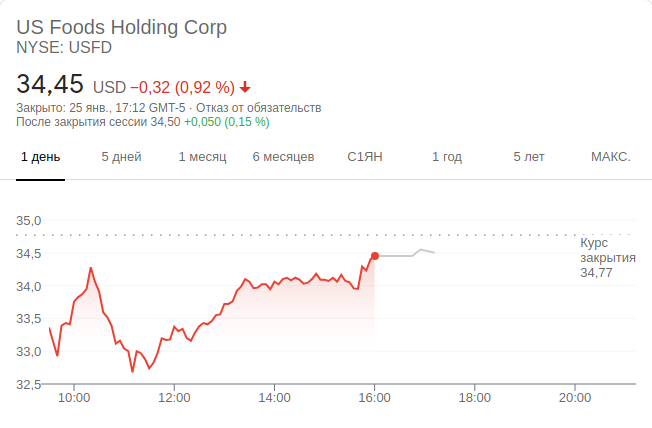 US Foods Holding Corp
NYSE: USFD
34,45 USD −0,32 (0,92 %)
Закрыто: 25 янв., 17:12 GMT-5 · Отказ от обязательств
После закрытия сессии 34,50 +0,050 (0,15 %)
1 день 5 дней 1 месяц 6 месяцев С1ЯН 1 год 5 лет МАКС.
35,0
34,5
34,0
33,5
33,0
32,5
Курс
закрытия
34,77
10:00 12:00 14:00 16:00 18:00 20:00